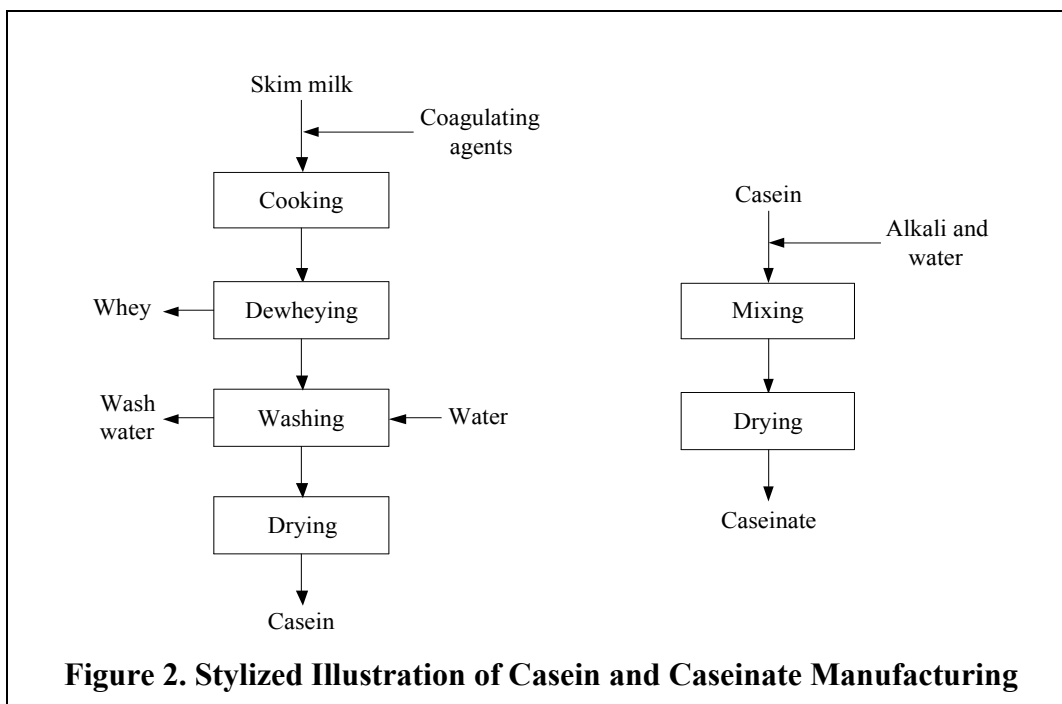 Skim milk
Coagulating
agents
Cooking
Whey
Dewheying
Wash
water
Washing
Water
Drying
Casein
Casein
Alkali and
water
Mixing
Drying
Caseinate
Figure 2. Stylized Illustration of Casein and Caseinate Manufacturing